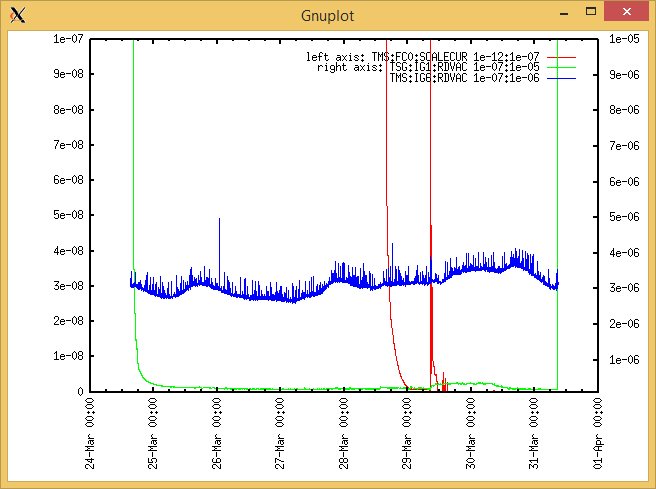 Gnuplot
1e-07
9e-08
8e-08
7e-08
6e-08
5e-08
4e-08
3e-08
2e-08
1e-08
0
left axis: TMS:FC0:SCALECUR 1e-12:1e-07
right axis: TSG:IG1:RDVAC 1e-07:1e-05
TMS:IG6:RDVAC 1e-07:1e-06
1e-05
9e-06
8e-06
7e-06
6e-06
5e-06
4e-06
3e-06
2e-06
1e-06
24-Mar 00:00
25-Mar 00:00
26-Mar 00:00
27-Mar 00:00
28-Mar 00:00
29-Mar 00:00
30-Mar 00:00
31-Mar 00:00
01-Apr 00:00